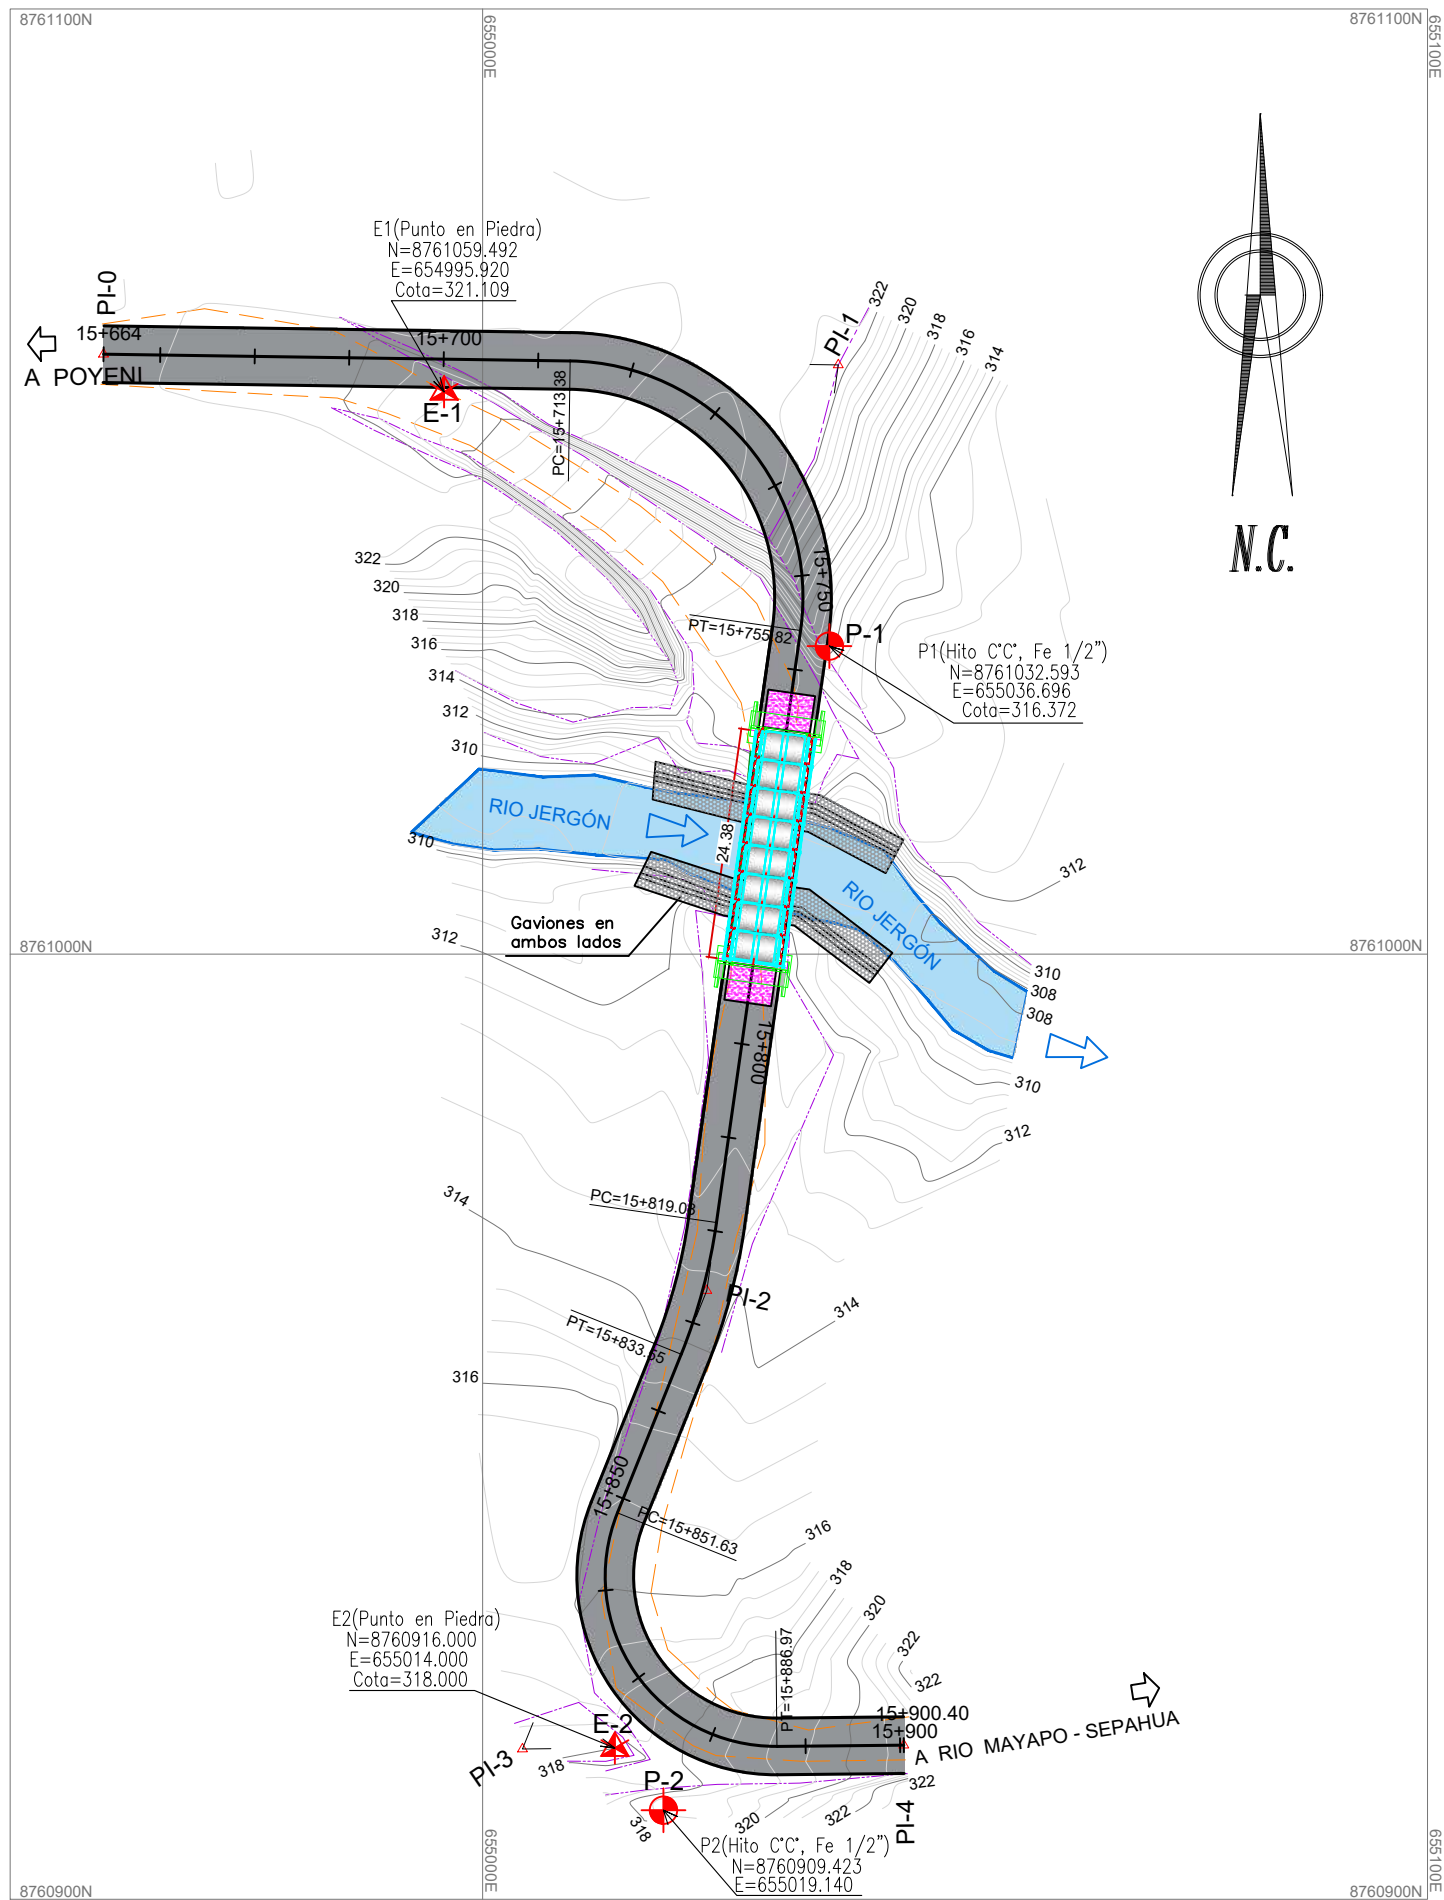 8761100N
655000E
8761100N
655100E
E1(Punto en Piedra)
N=8761059.492
E=654995.920
Cota=321.109
PI-0
15+664
15+700
A POYENI
E-1
PC=15+713.38
PI-1
322
320
318
316
314
N.C.
322
320
318
316
314
312
310
15+750
PT=15+755.82
P-1
P1(Hito C°C°, Fe 1/2")
N=8761032.593
E=655036.696
Cota=316.372
RIO JERGÓN
24.38
310
RIO JERGÓN
312
Gaviones en
ambos lados
312
8761000N
8761000N
310
308
308
310
312
15+800
314
PC=15+819.03
PI-2
314
PT=15+833.55
316
15+850
PC=15+851.63
316
318
320
322
322
E2(Punto en Piedra)
N=8760916.000
E=655014.000
Cota=318.000
PT=15+886.97
15+900.40
15+900
A RIO MAYAPO - SEPAHUA
E-2
PI-3
318
P-2
322
322
320
318
PI-4
P2(Hito C°C°, Fe 1/2")
N=8760909.423
E=655019.140
8760900N
655000E
8760900N
655100E